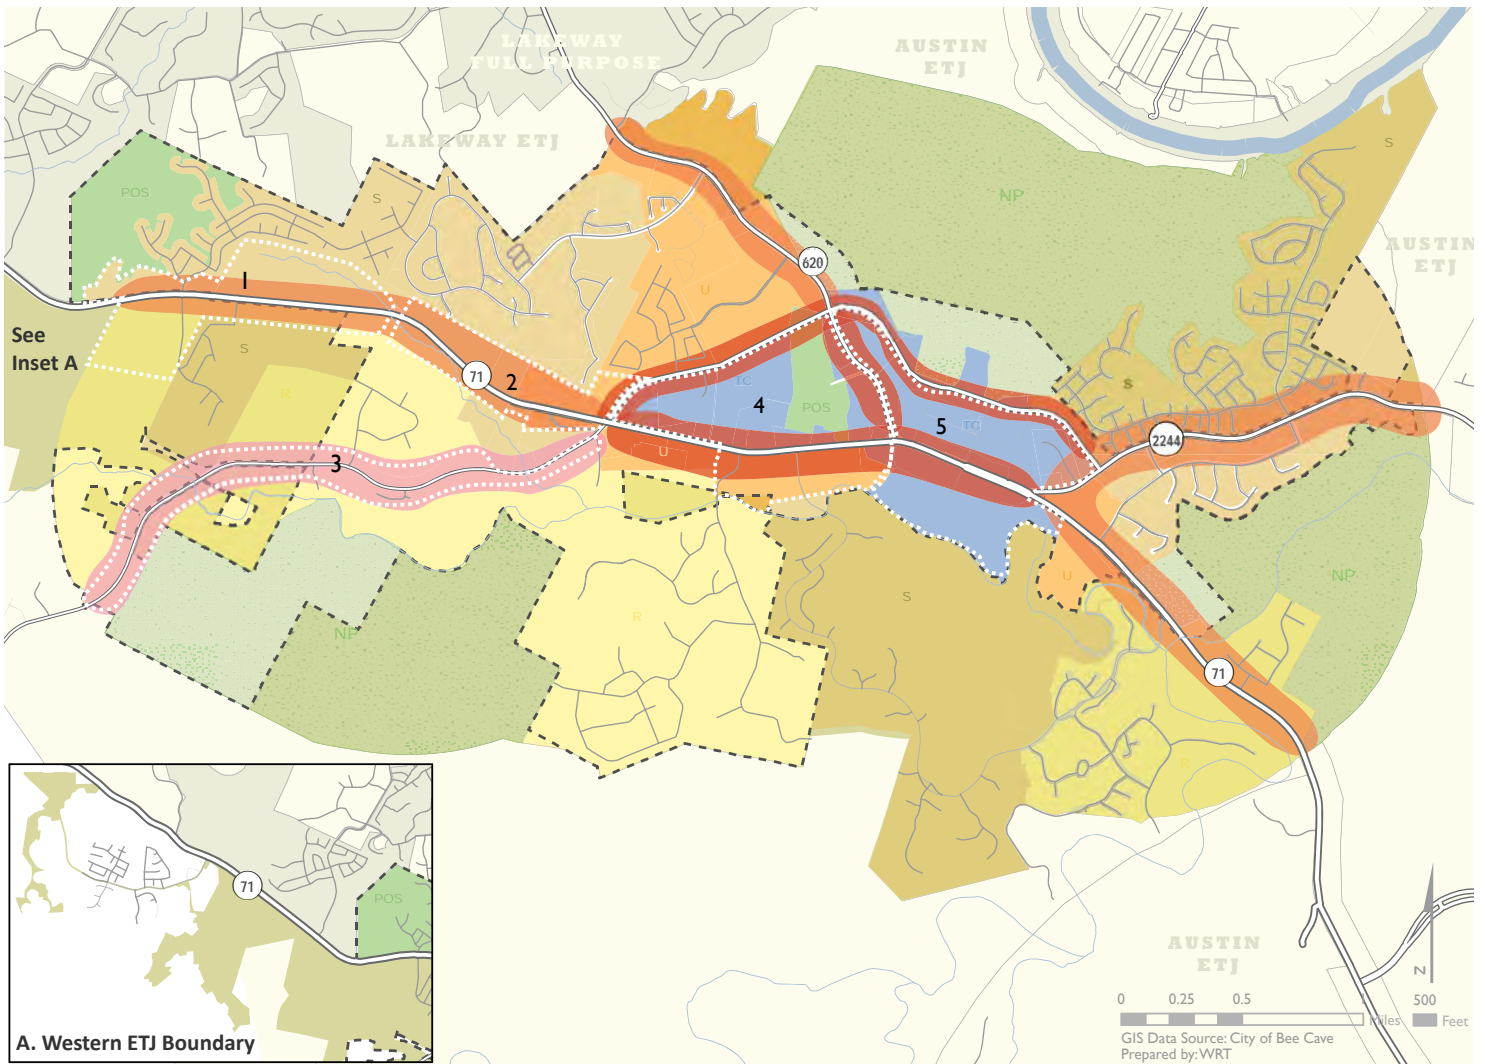 LAKEWAY
FULL PURPOSE
AUSTIN
ETJ
LAKEWAY ETJ
S
POS
S
NP
AUSTIN
ETJ
620
1
U
See
Inset A
S
71
2
R
TC
4
POS
5
TC
S
2244
U
3
NP
U
S
R
NP
71
R
POS
71
A. Western ETJ Boundary
AUSTIN
ETJ
N
0 0.25 0.5 1 500
Miles Feet
GIS Data Source: City of Bee Cave
Prepared by: WRT